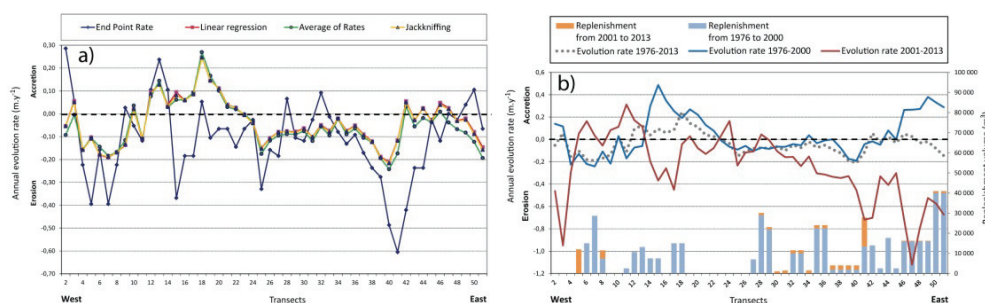 End Point Rate
Linear regression
Average of Rates
Jackkniffing
a)
Annual evolution rate (m.y⁻¹)
Accretion
Erosion
0,30
0,20
0,10
0,00
-0,10
-0,20
-0,30
-0,40
-0,50
-0,60
-0,70
2 4 6 8 10 12 14 16 18 20 22 24 26 28 30 32 34 36 38 40 42 44 46 48 50
West
Transects
East
Replenishment
from 2001 to 2013
Replenishment
from 1976 to 2000
Evolution rate 1976-2013
Evolution rate 1976-2000
Evolution rate 2001-2013
b)
Annual evolution rate (m.y⁻¹)
Accretion
Erosion
0,6
0,4
0,2
0,0
-0,2
-0,4
-0,6
-0,8
-1,0
-1,2
100 000
90 000
80 000
70 000
60 000
50 000
40 000
30 000
20 000
10 000
0
2 4 6 8 10 12 14 16 18 20 22 24 26 28 30 32 34 36 38 40 42 44 46 48 50
West
Transects
East